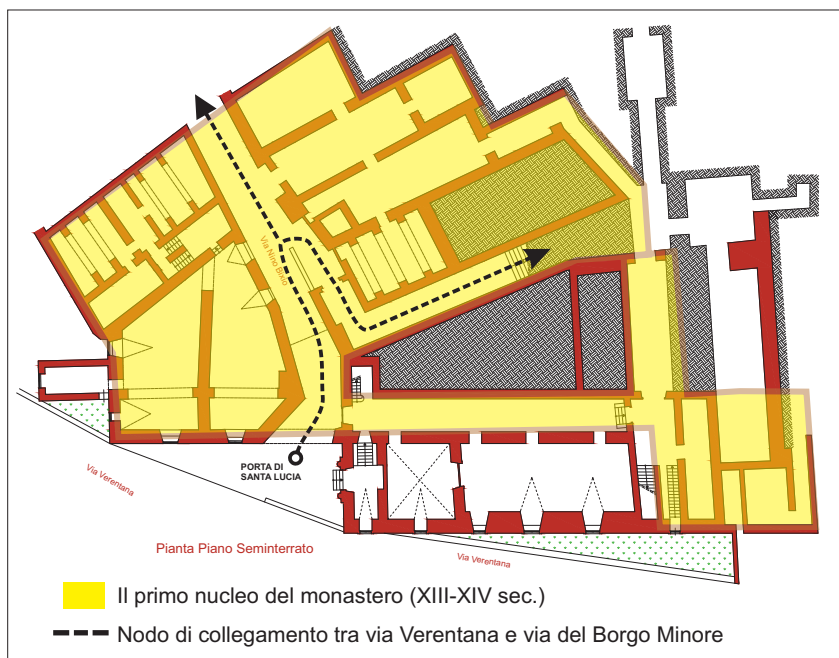 Via Nino Bixio
PORTA DI
SANTA LUCIA
Via Verentana
Pianta Piano Seminterrato
Via Verentana
Il primo nucleo del monastero (XIII-XIV sec.)
Nodo di collegamento tra via Verentana e via del Borgo Minore